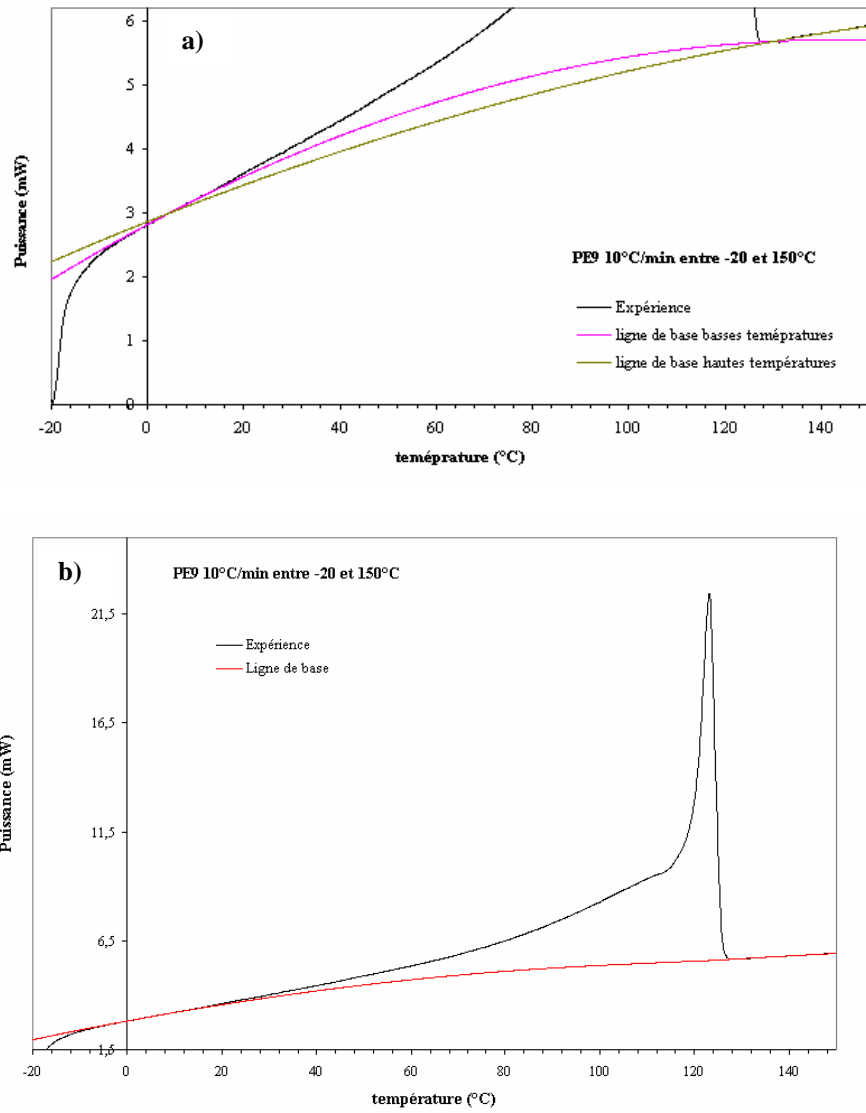 a)
6
5
4
3
2
1
0
Puissance (mW)
PE9 10°C/min entre -20 et 150°C
Expérience
ligne de base basses temépratures
ligne de base hautes températures
-20 0 20 40 60 80 100 120 140
teméprature (°C)
b)
PE9 10°C/min entre -20 et 150°C
Expérience
Ligne de base
21,5
16,5
11,5
6,5
1,5
Puissance (mW)
-20 0 20 40 60 80 100 120 140
température (°C)